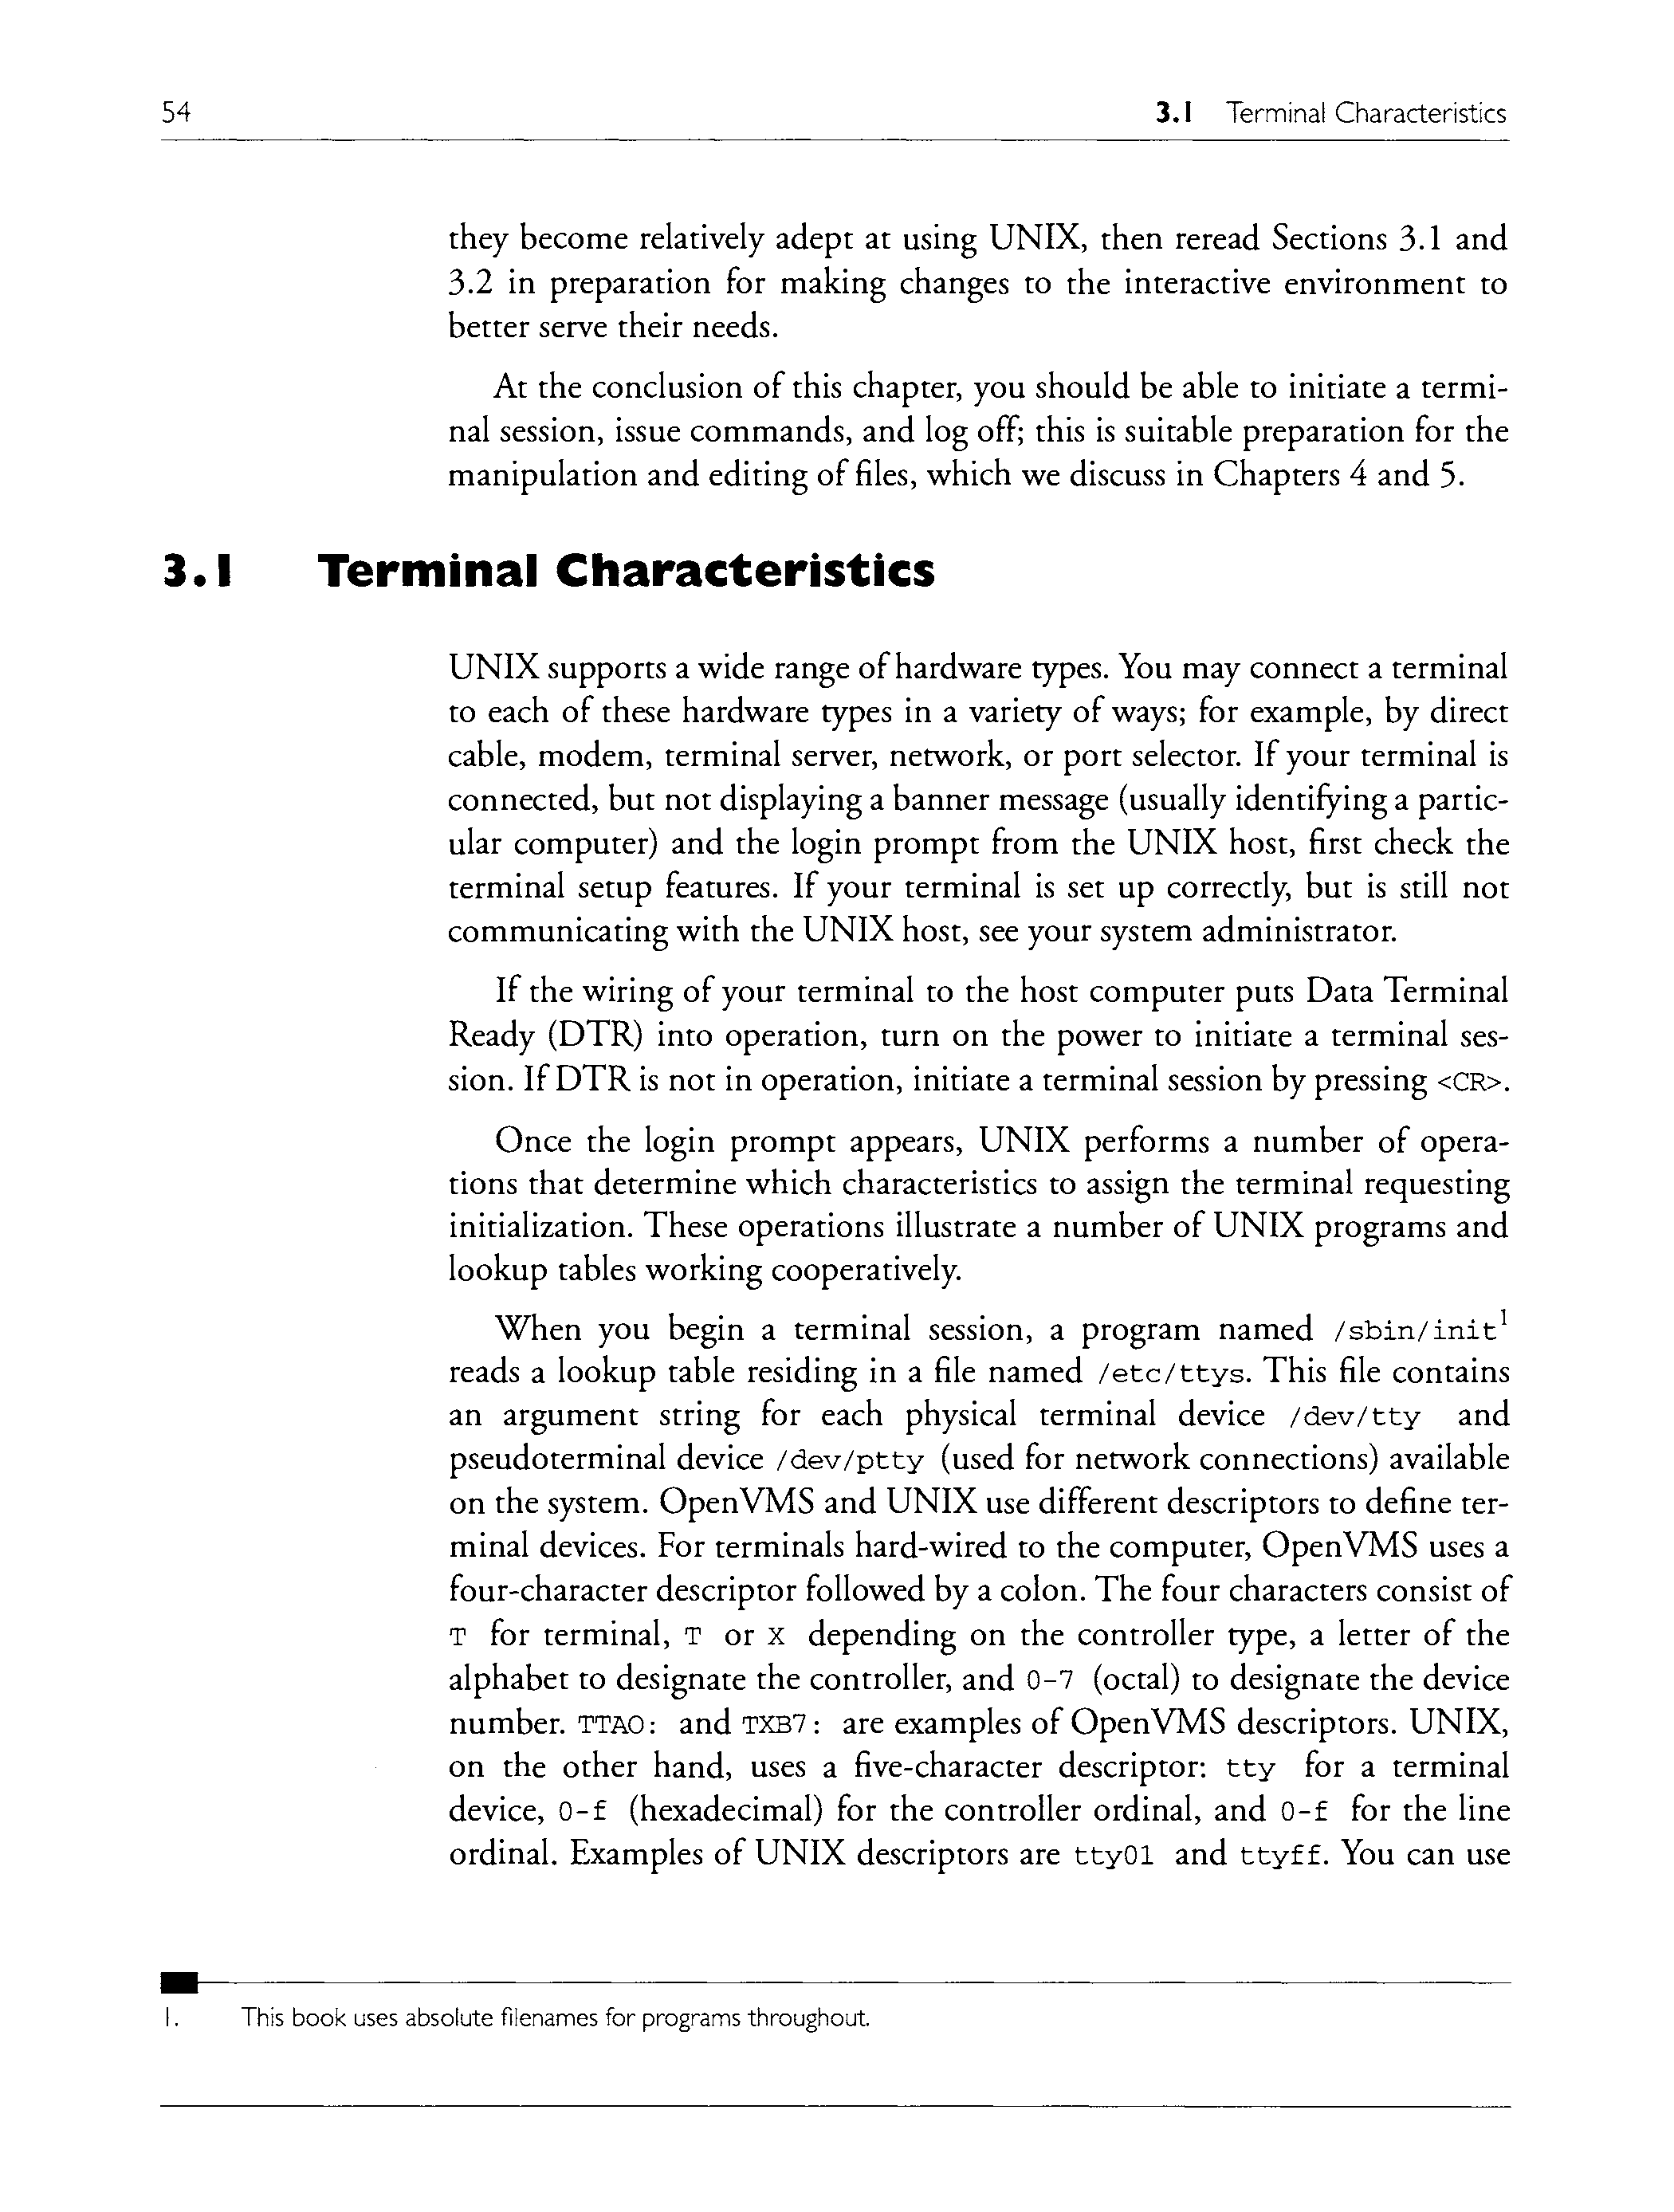 54
3.1 Terminal Characteristics
they become relatively adept at using UNIX, then reread Sections 3.1 and
3.2 in preparation for making changes to the interactive environment to
better serve their needs.
At the conclusion of this chapter, you should be able to initiate a termi-
nal session, issue commands, and log off; this is suitable preparation for the
manipulation and editing of files, which we discuss in Chapters 4 and 5.
3.1 Terminal Characteristics
UNIX supports a wide range of hardware types. You may connect a terminal
to each of these hardware types in a variety of ways; for example, by direct
cable, modem, terminal server, network, or port selector. If your terminal is
connected, but not displaying a banner message (usually identifying a partic-
ular computer) and the login prompt from the UNIX host, first check the
terminal setup features. If your terminal is set up correctly, but is still not
communicating with the UNIX host, see your system administrator.
If the wiring of your terminal to the host computer puts Data Terminal
Ready (DTR) into operation, turn on the power to initiate a terminal ses-
sion. If DTR is not in operation, initiate a terminal session by pressing <CR>.
Once the login prompt appears, UNIX performs a number of opera-
tions that determine which characteristics to assign the terminal requesting
initialization. These operations illustrate a number of UNIX programs and
lookup tables working cooperatively.
When you begin a terminal session, a program named /sbin/init1
reads a lookup table residing in a file named /etc/ttys. This file contains
an argument string for each physical terminal device /dev/tty and
pseudoterminal device /dev/ptty (used for network connections) available
on the system. OpenVMS and UNIX use different descriptors to define ter-
minal devices. For terminals hard-wired to the computer, OpenVMS uses a
four-character descriptor followed by a colon. The four characters consist of
T for terminal, T or X depending on the controller type, a letter of the
alphabet to designate the controller, and 0-7 (octal) to designate the device
number. TTA0: and TXB7: are examples of OpenVMS descriptors. UNIX,
on the other hand, uses a five-character descriptor: tty for a terminal
device, 0-f (hexadecimal) for the controller ordinal, and 0-f for the line
ordinal. Examples of UNIX descriptors are tty01 and ttyff. You can use
1. This book uses absolute filenames for programs throughout.